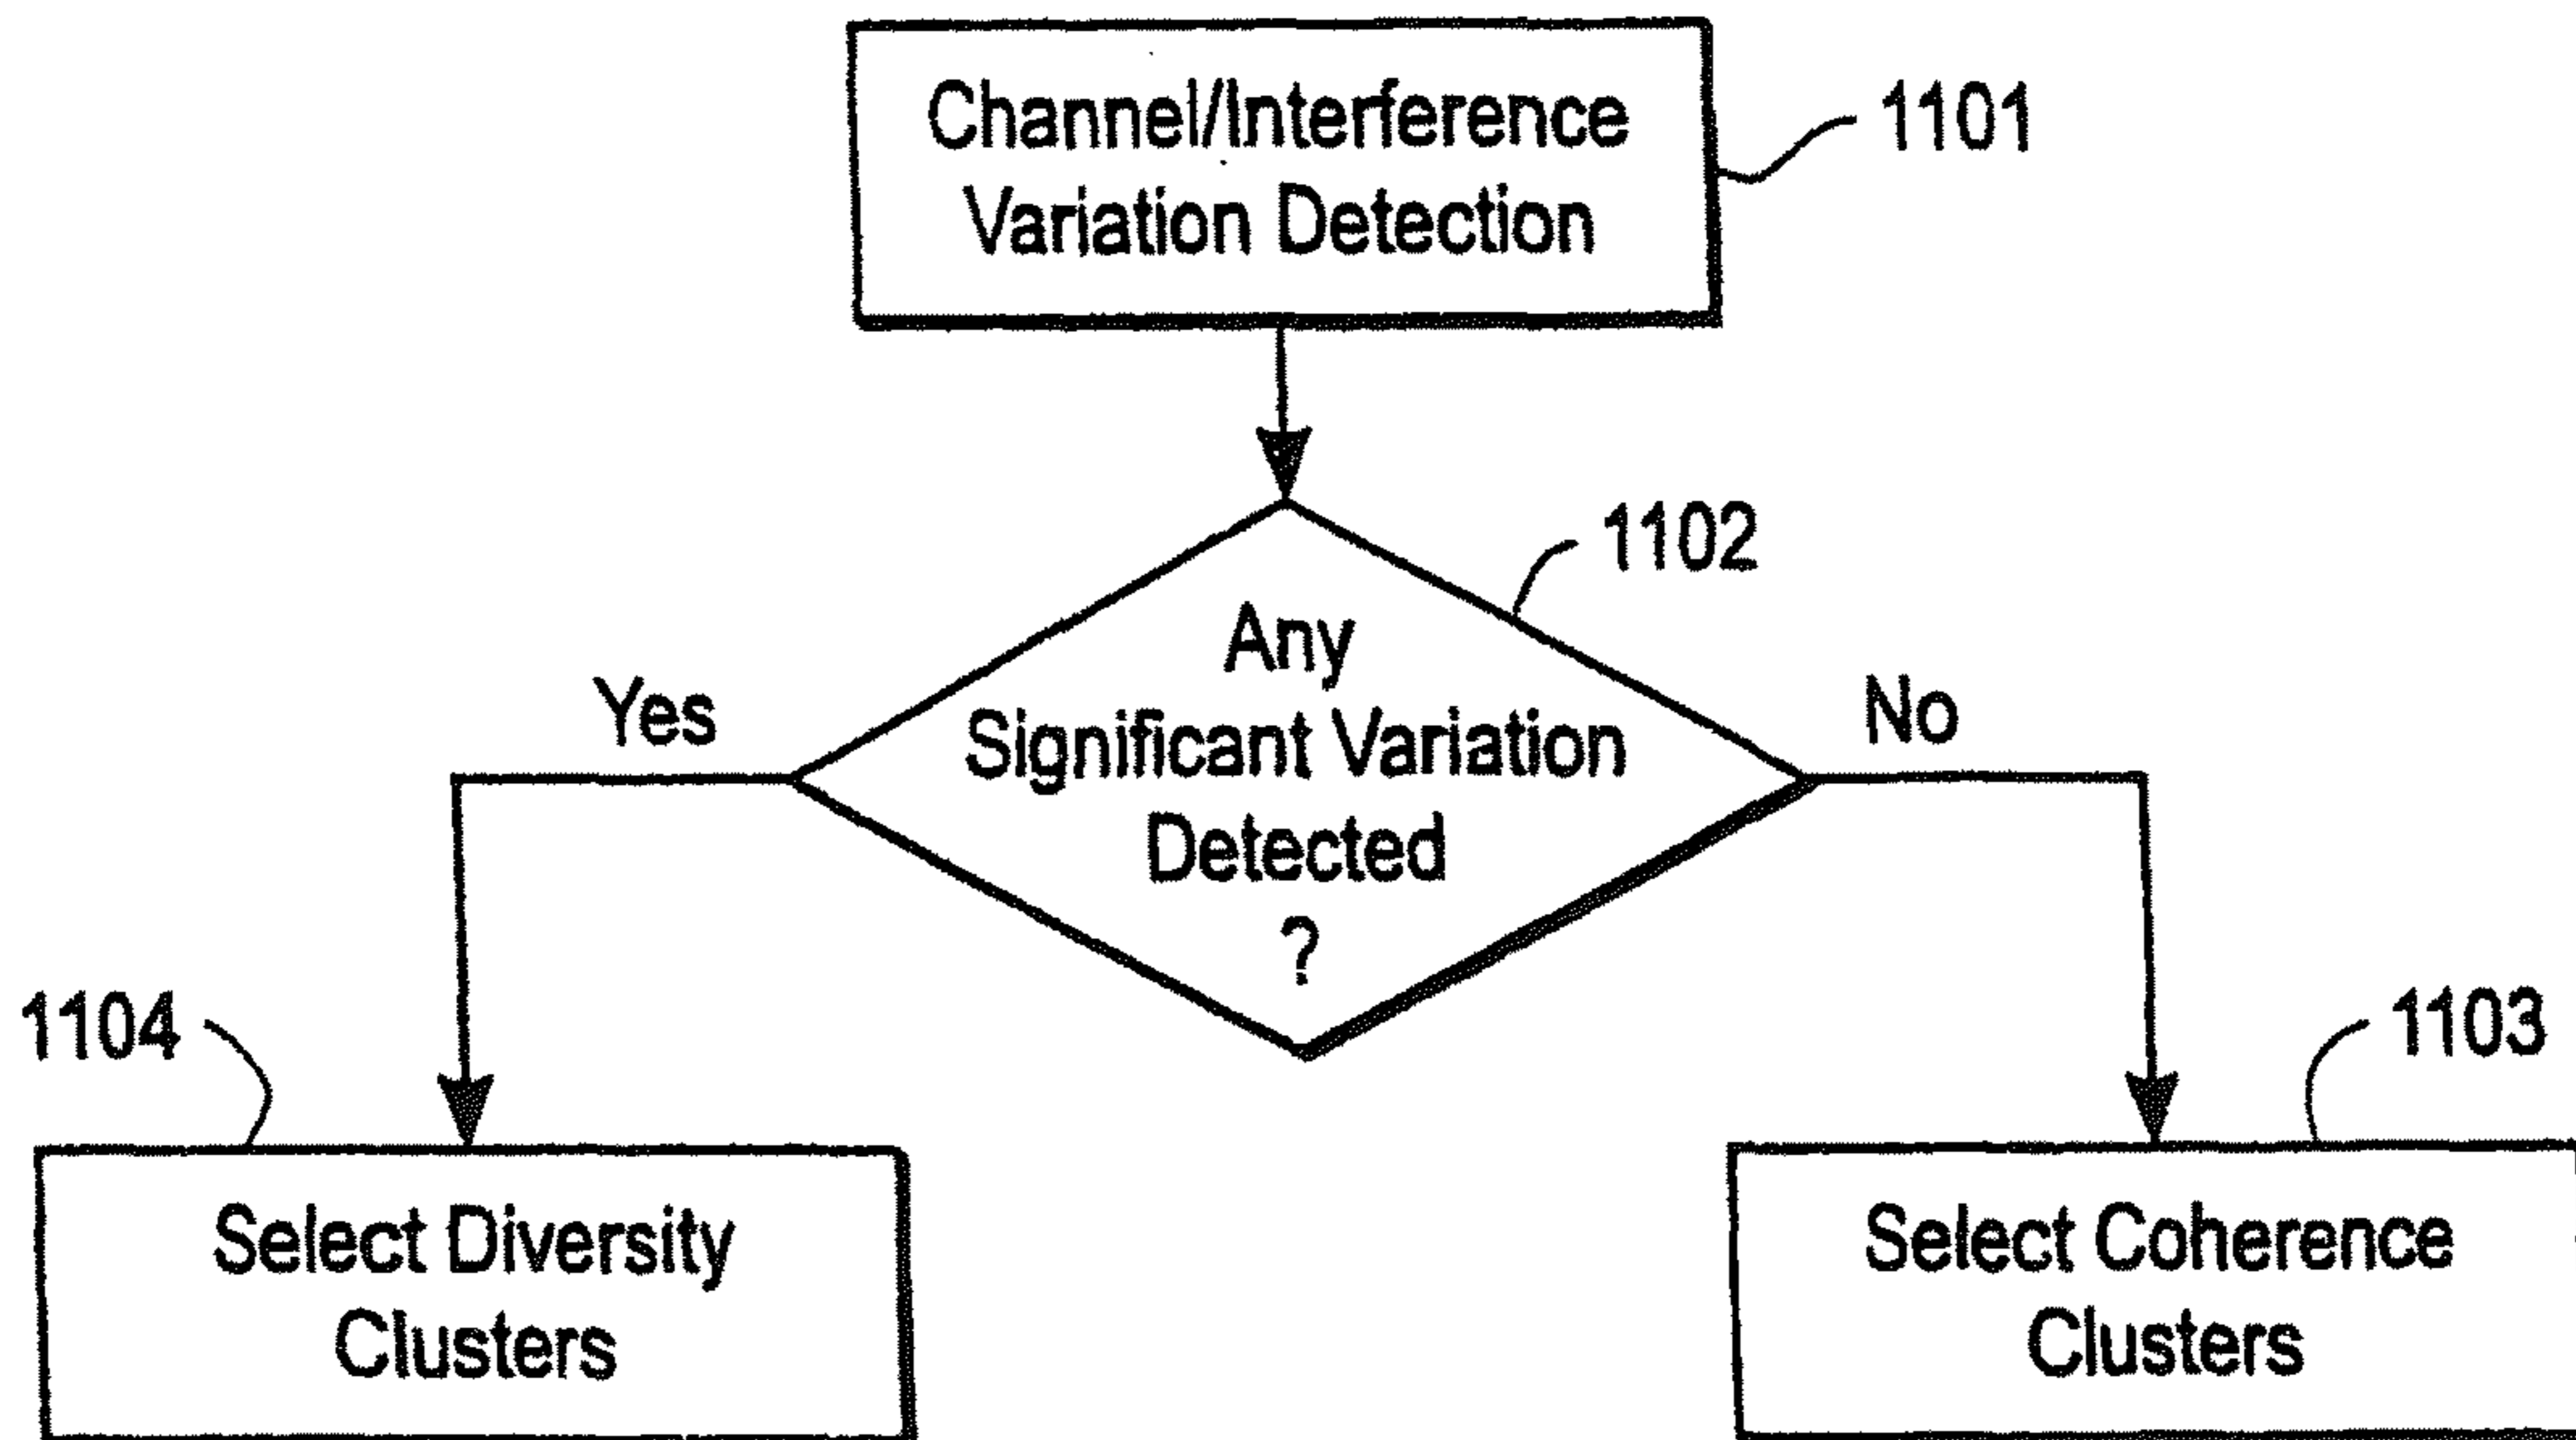 Channel/Interference
Variation Detection
1101
1102
Any
Significant Variation
Detected
?
Yes
No
1104
1103
Select Diversity
Clusters
Select Coherence
Clusters